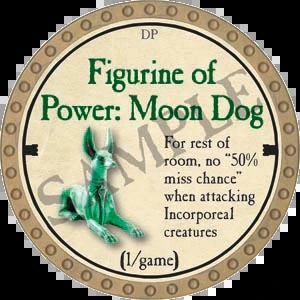 DP
Figurine of
Power: Moon Dog
SAMPLE
For rest of
room, no “50%
miss chance”
when attacking
Incorporeal
creatures
(1/game)